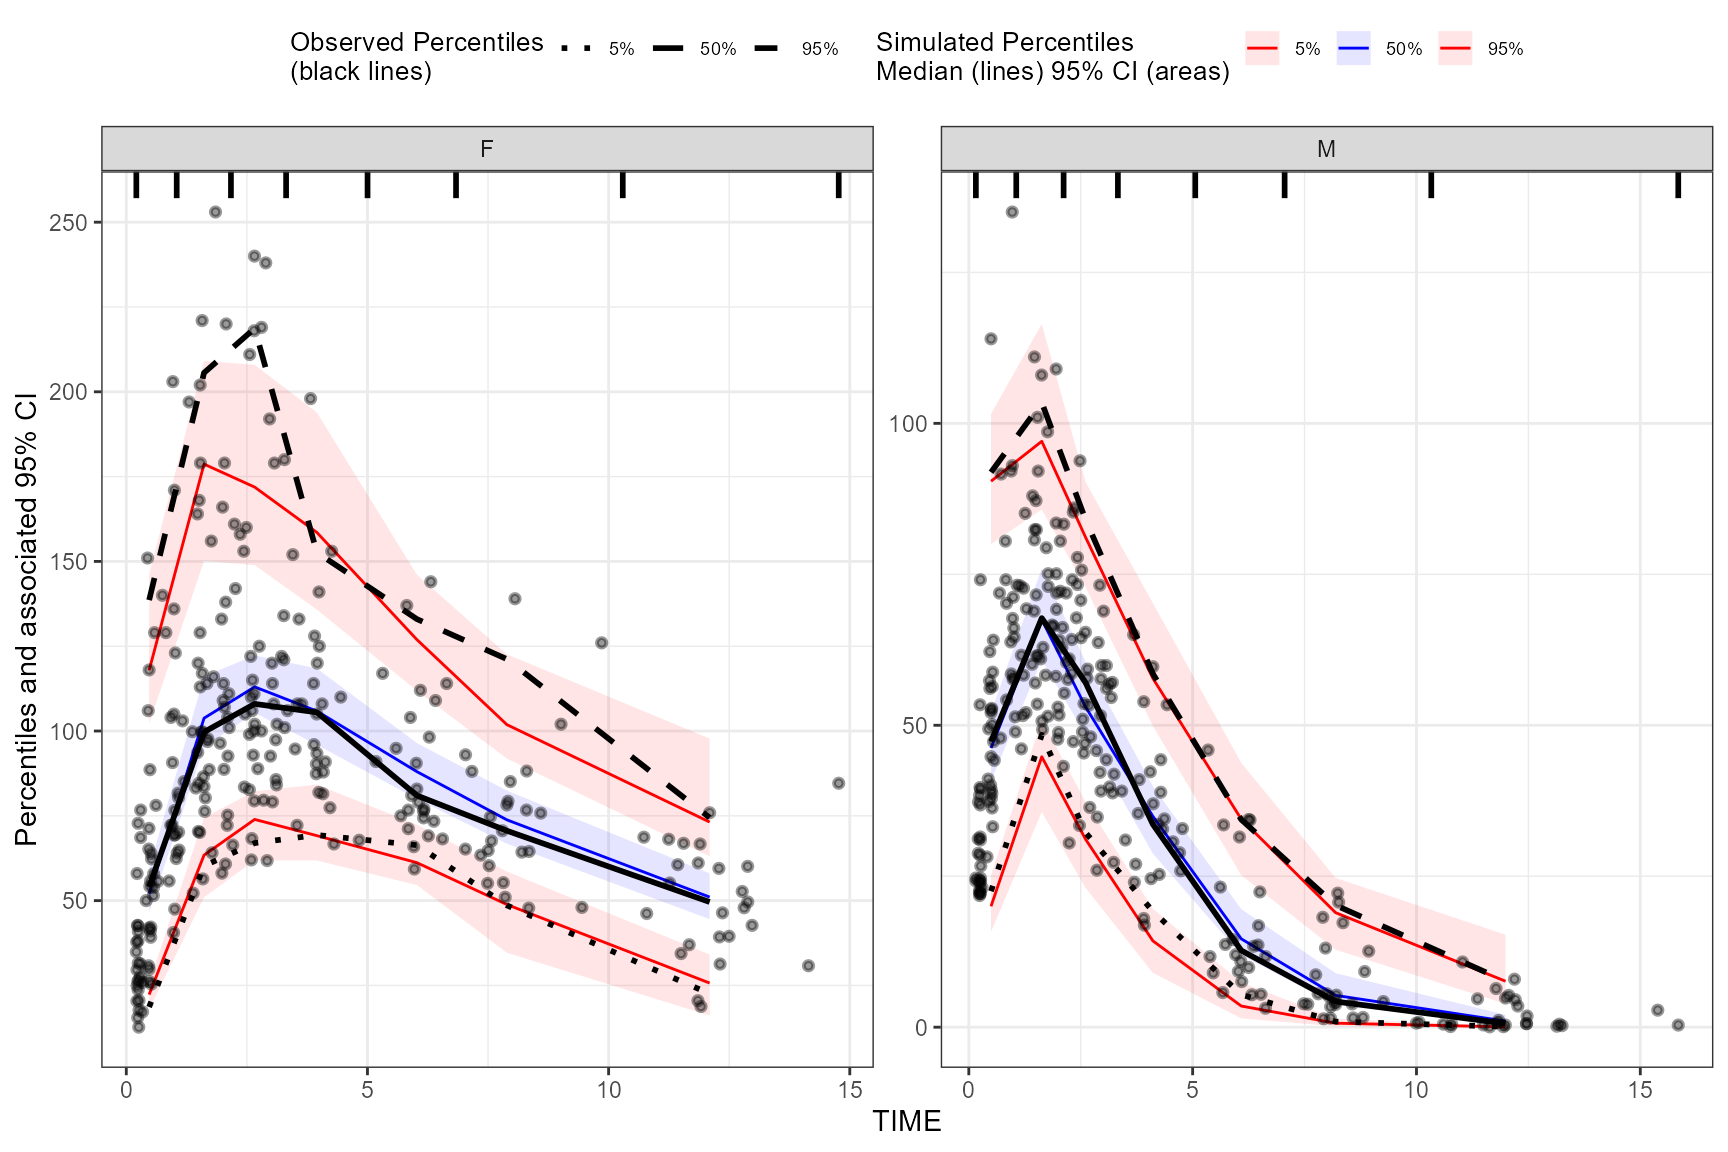 Observed Percentiles
(black lines)
5% 50% 95%
Simulated Percentiles
Median (lines) 95% CI (areas)
5% 50% 95%
F
M
Percentiles and associated 95% CI
250
200
150
100
50
0 5 10 15
100
50
0
0 5 10 15
TIME